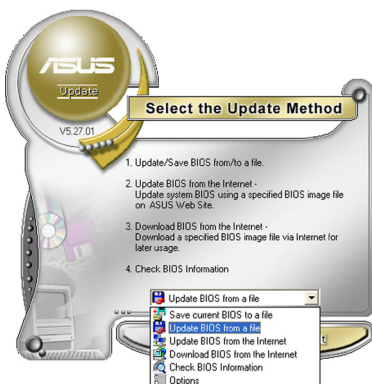 ASUS
Update
V5.27.01
Select the Update Method
1. Update/Save BIOS from/to a file.
2. Update BIOS from the Internet -
Update system BIOS using a specified BIOS image file
on ASUS Web Site.
3. Download BIOS from the Internet -
Download a specified BIOS image file via Internet for
later usage.
4. Check BIOS Information
Update BIOS from a file
Save current BIOS to a file
Update BIOS from a file
Update BIOS from the Internet
Download BIOS from the Internet
Check BIOS Information
Options